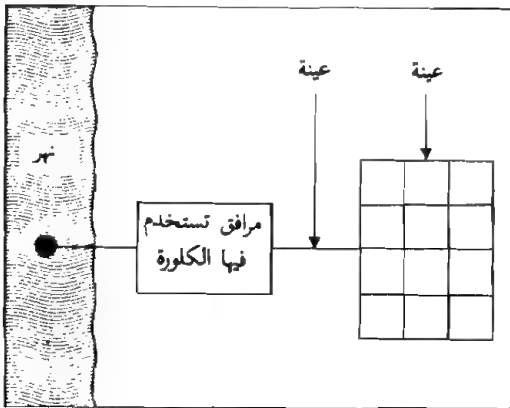 عينة
عينة
نهر
مرافق تستخدم
فيها الكلورة